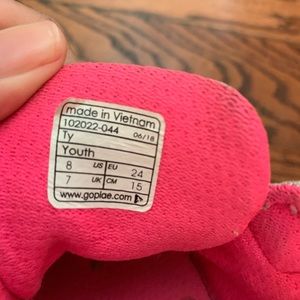 made in Vietnam
102022-044
Ty 06/18
Youth
8 US EU 24
7 UK CM 15
www.goplae.com